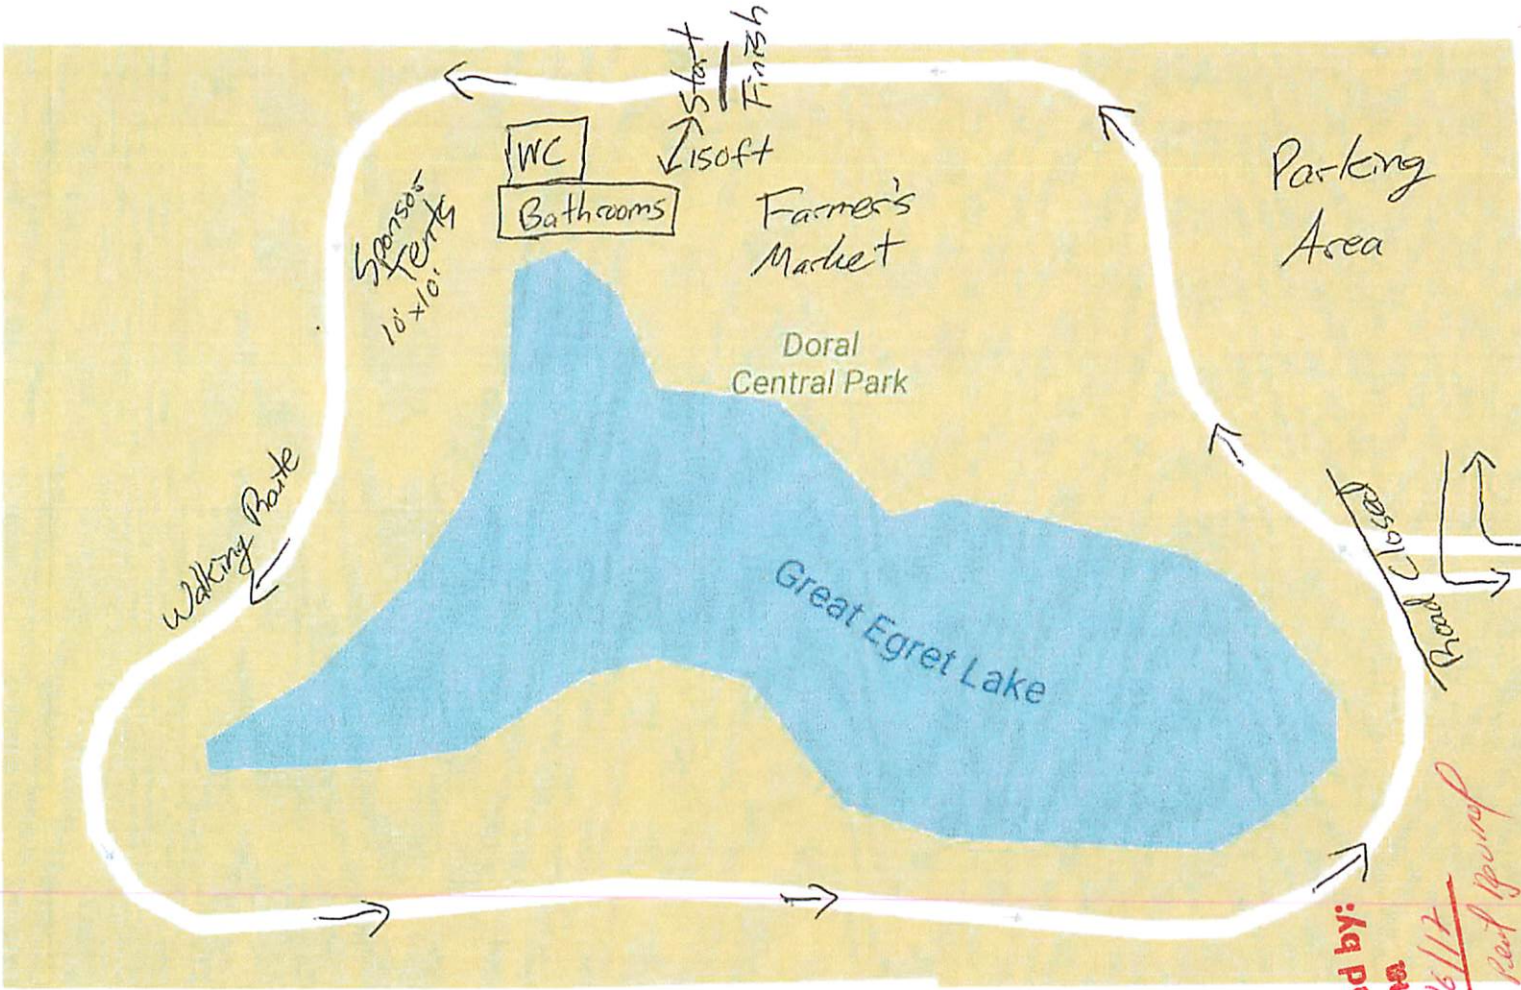 Start
Finish
WC
150ft
Bathrooms
Farmer's
Market
Parking
Area
Sponsor
Tents
10'x10'
Doral
Central Park
Walking Route
Road Closed
Great Egret Lake
d by: